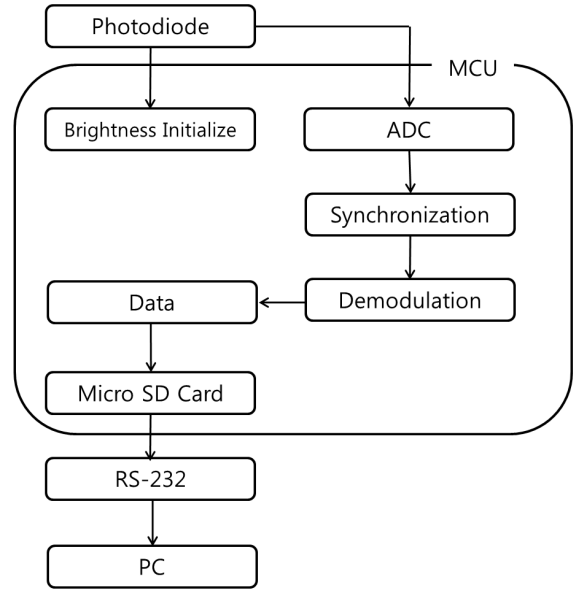 Photodiode
MCU
Brightness Initialize
ADC
Synchronization
Demodulation
Data
Micro SD Card
RS-232
PC